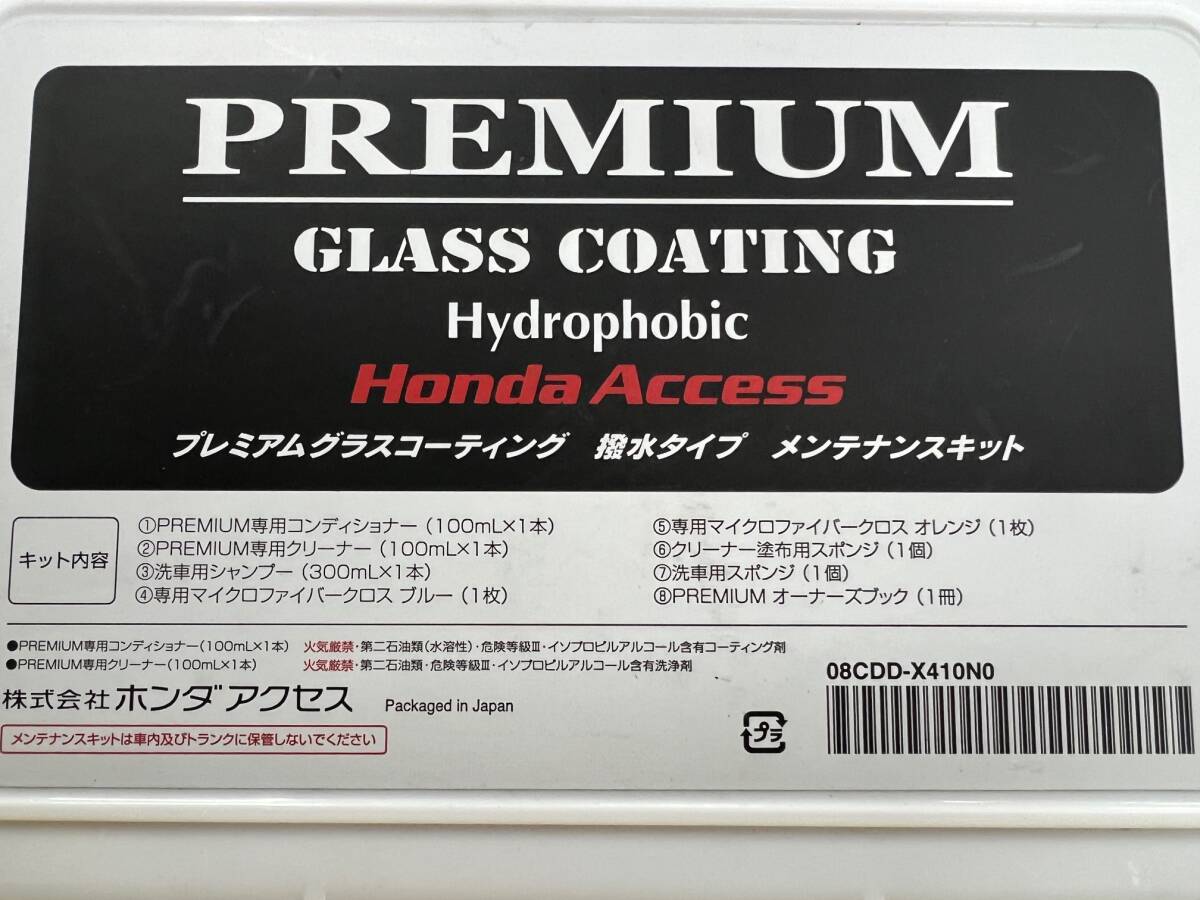 PREMIUM
GLASS COATING
Hydrophobic
Honda Access
プレミアムグラスコーティング 撥水タイプ メンテナンスキット
キット内容
①PREMIUM専用コンディショナー（100mL×1本）
②PREMIUM専用クリーナー（100mL×1本）
③洗車用シャンプー（300mL×1本）
④専用マイクロファイバークロス ブルー（1枚）
⑤専用マイクロファイバークロス オレンジ（1枚）
⑥クリーナー塗布用スポンジ（1個）
⑦洗車用スポンジ（1個）
⑧PREMIUM オーナーズブック（1冊）
●PREMIUM専用コンディショナー（100mL×1本） 火気厳禁・第二石油類（水溶性）・危険等級Ⅲ・イソプロピルアルコール含有コーティング剤
●PREMIUM専用クリーナー（100mL×1本） 火気厳禁・第二石油類・危険等級Ⅲ・イソプロピルアルコール含有洗浄剤
株式会社ホンダアクセス Packaged in Japan
メンテナンスキットは車内及びトランクに保管しないでください
プラ
08CDD-X410N0